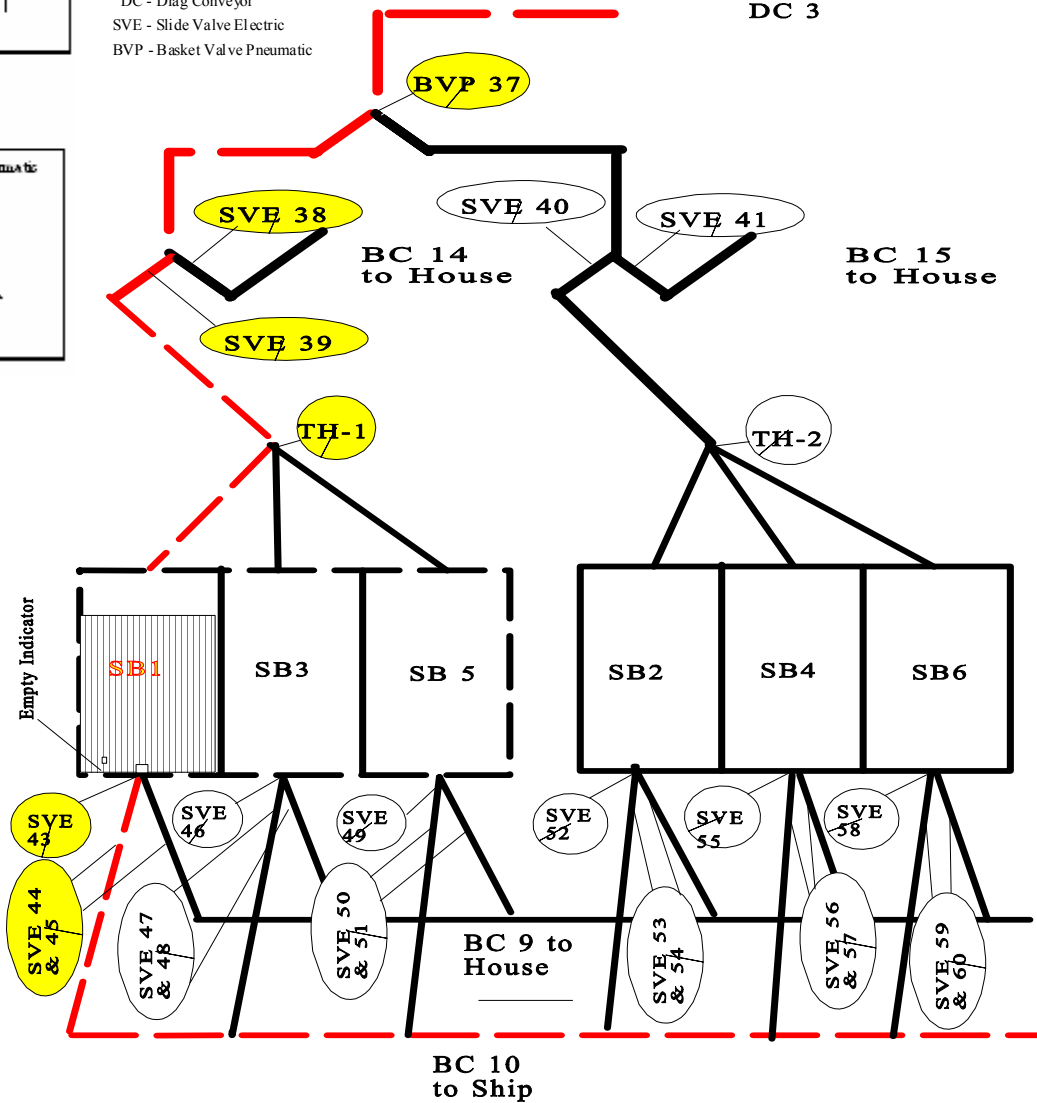 DC - Diag Conveyor
SVE - Slide Valve Electric
BVP - Basket Valve Pneumatic
DC 3
BVP 37
SVE 38
SVE 40
SVE 41
BC 14
to House
BC 15
to House
SVE 39
TH-1
TH-2
Empty Indicator
SB1
SB3
SB 5
SB2
SB4
SB6
SVE
43
SVE
46
SVE
49
SVE
52
SVE
55
SVE
58
SVE 44
& 45
SVE 47
& 48
SVE 50
& 51
SVE 53
& 54
SVE 56
& 57
SVE 59
& 60
BC 9 to
House
BC 10
to Ship